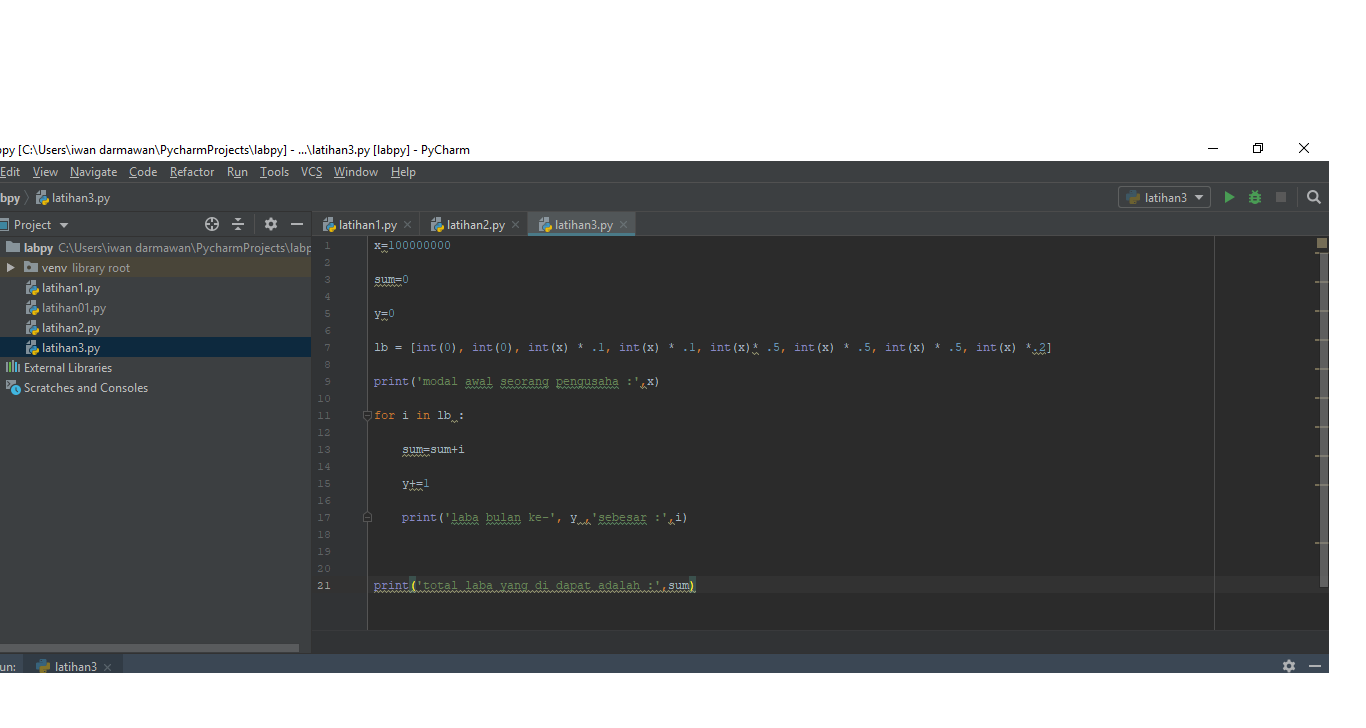 py [C:\Users\iwan darmawan\PycharmProjects\labpy] - ...\latihan3.py [labpy] - PyCharm
Edit View Navigate Code Refactor Run Tools VCS Window Help
bpy latihan3.py latihan3
Project latihan1.py latihan2.py latihan3.py
labpy C:\Users\iwan darmawan\PycharmProjects\labp
venv library root
latihan1.py
latihan01.py
latihan2.py
latihan3.py
External Libraries
Scratches and Consoles
1 x=100000000
2
3 sum=0
4
5 y=0
6
7 lb = [int(0), int(0), int(x) * .1, int(x) * .1, int(x)* .5, int(x) * .5, int(x) * .5, int(x) *.2]
8
9 print('modal awal seorang pengusaha :',x)
10
11 for i in lb :
12
13 sum=sum+i
14
15 y+=1
16
17 print('laba bulan ke-', y ,'sebesar :',i)
18
19
20
21 print('total laba yang di dapat adalah :',sum)
un: latihan3